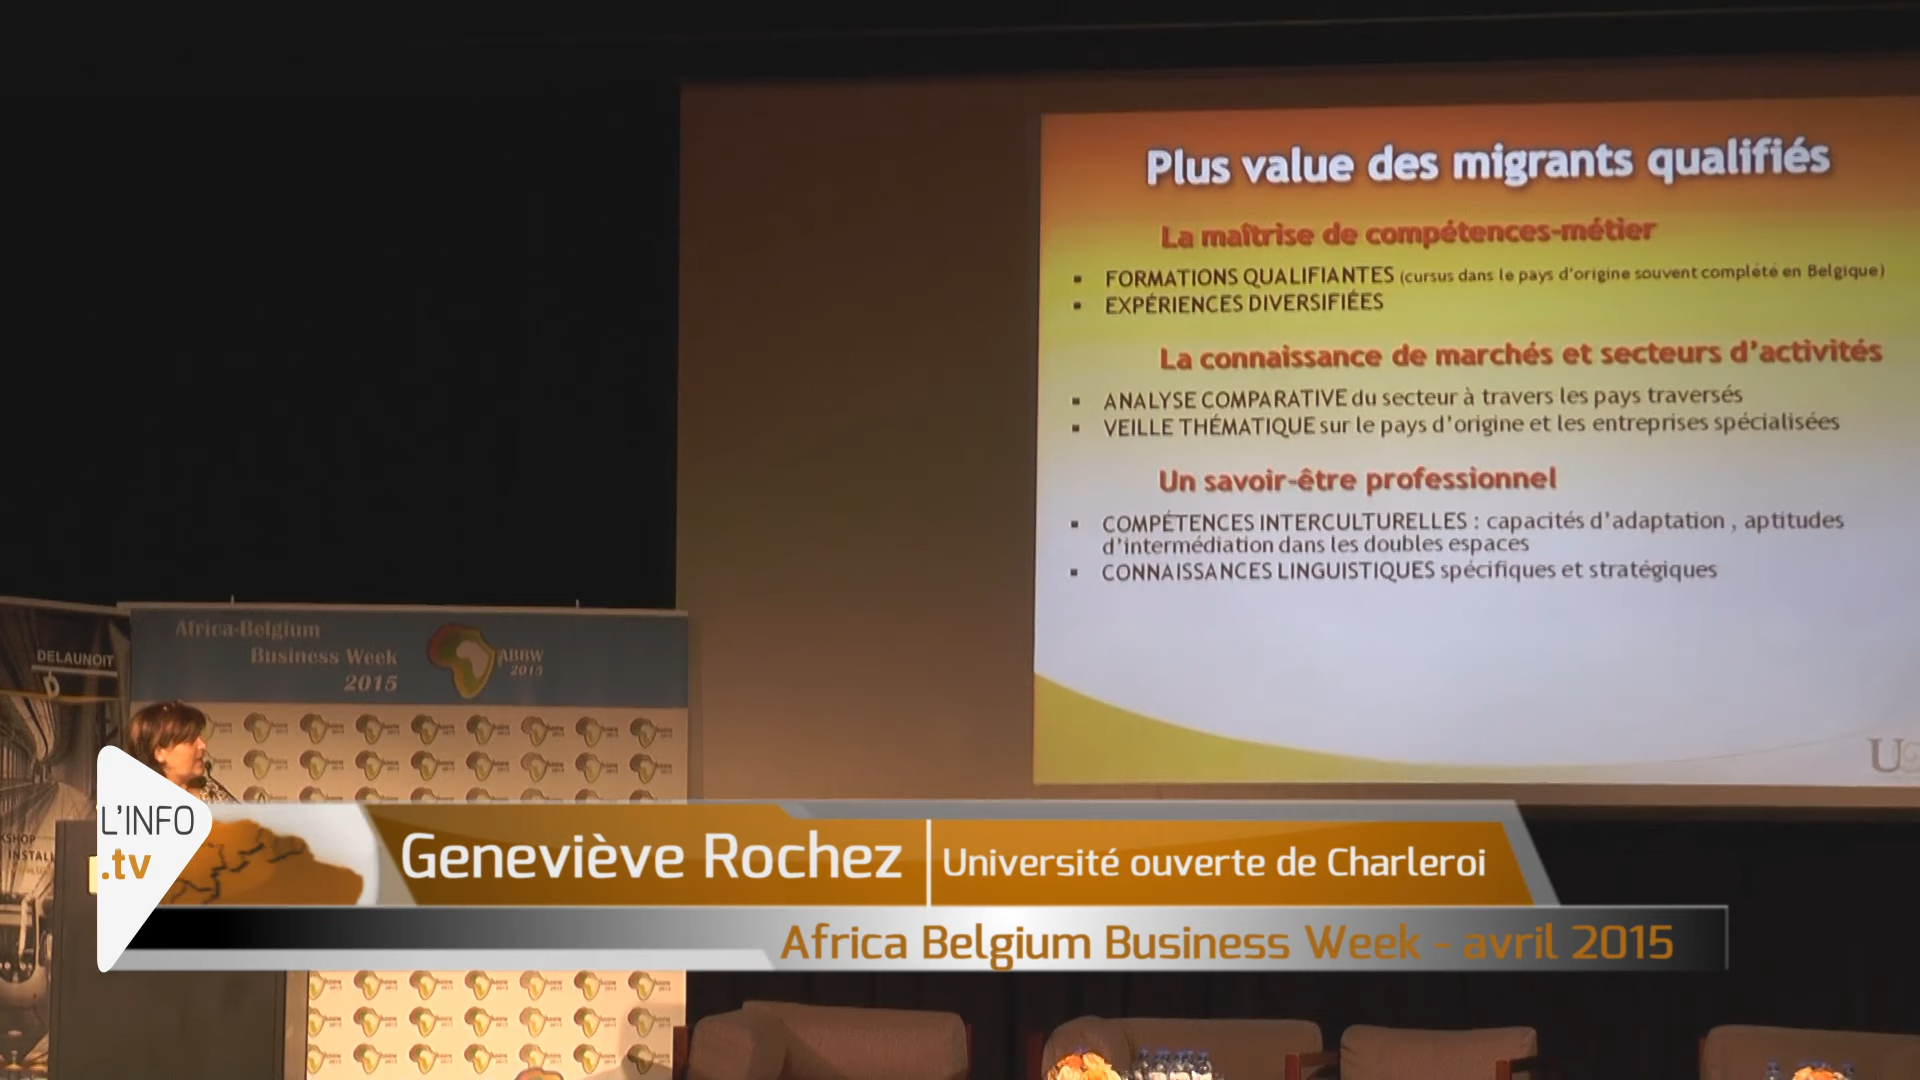 Plus value des migrants qualifiés
La maîtrise de compétences-métier
▪ FORMATIONS QUALIFIANTES (cursus dans le pays d'origine souvent complété en Belgique)
▪ EXPÉRIENCES DIVERSIFIÉES
La connaissance de marchés et secteurs d'activités
▪ ANALYSE COMPARATIVE du secteur à travers les pays traversés
▪ VEILLE THÉMATIQUE sur le pays d'origine et les entreprises spécialisées
Un savoir-être professionnel
▪ COMPÉTENCES INTERCULTURELLES : capacités d'adaptation , aptitudes
d'intermédiation dans les doubles espaces
▪ CONNAISSANCES LINGUISTIQUES spécifiques et stratégiques
Africa-Belgium
Business Week
2015
ABBW
2015
DELAUNOIT
L'INFO
.tv
Geneviève Rochez
Université ouverte de Charleroi
Africa Belgium Business Week - avril 2015